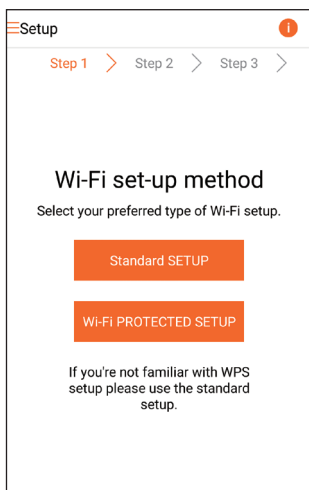 Setup
i
Step 1 Step 2 Step 3
Wi-Fi set-up method
Select your preferred type of Wi-Fi setup.
Standard SETUP
Wi-Fi PROTECTED SETUP
If you're not familiar with WPS
setup please use the standard
setup.